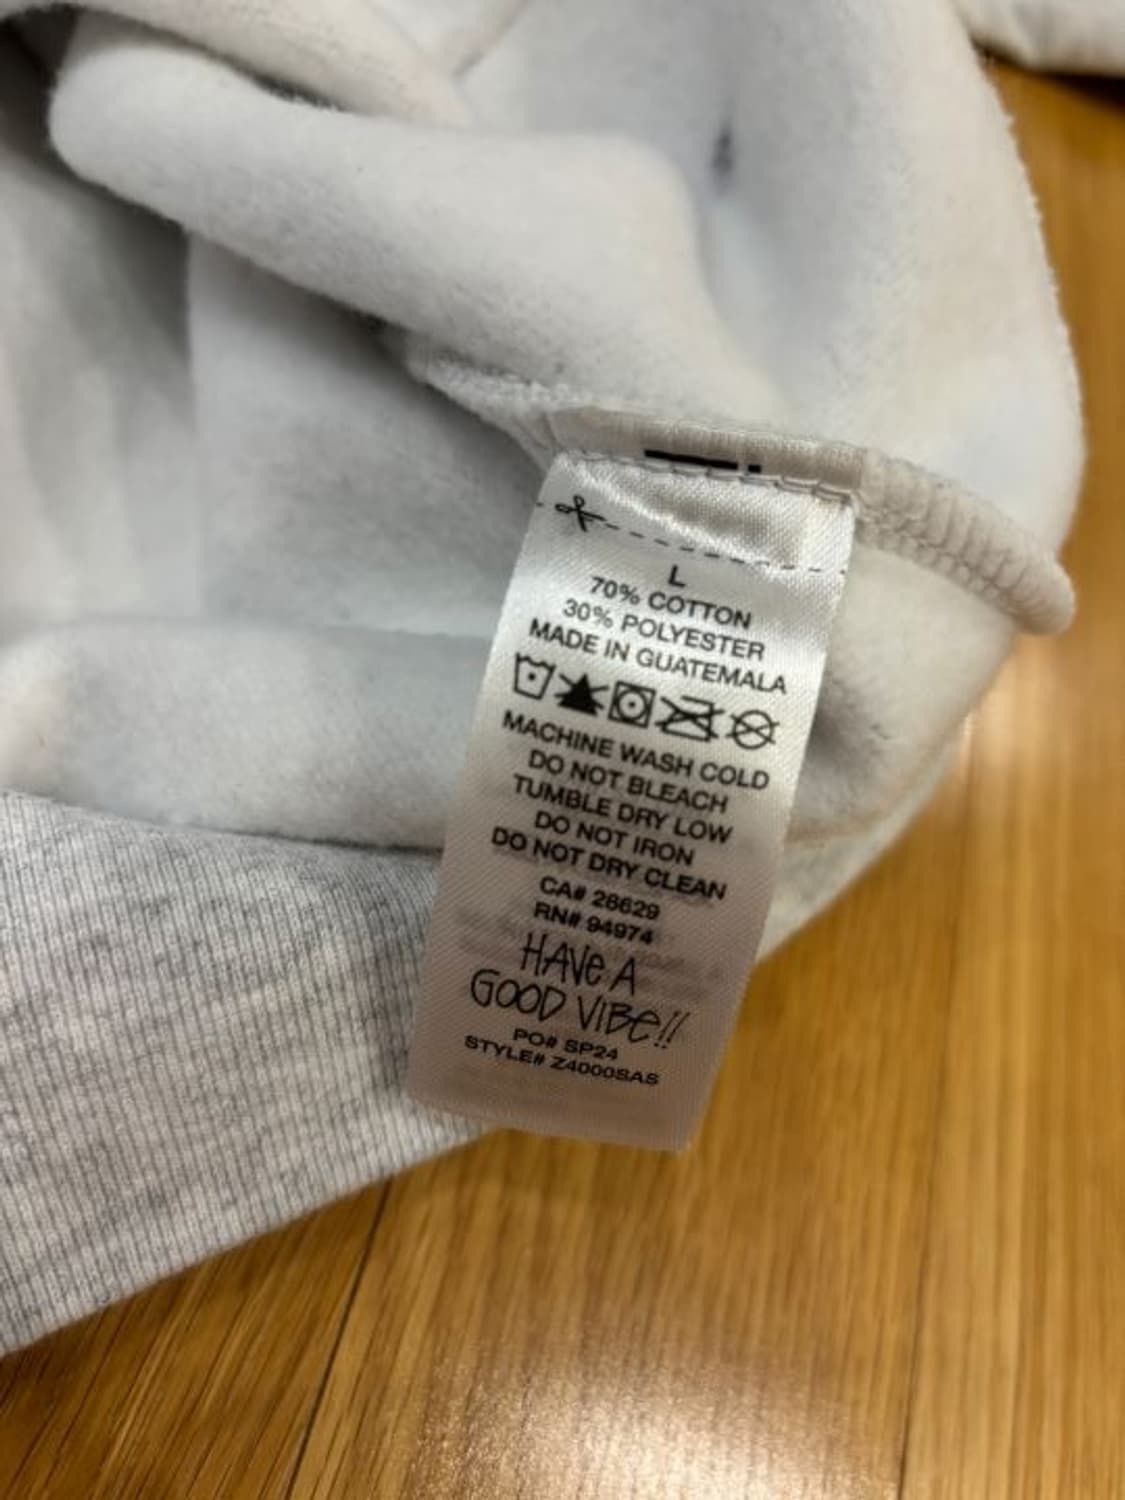 L
70% COTTON
30% POLYESTER
MADE IN GUATEMALA
MACHINE WASH COLD
DO NOT BLEACH
TUMBLE DRY LOW
DO NOT IRON
DO NOT DRY CLEAN
CA# 28629
RN# 94974
HAVE A
GOOD VIBE!!
PO# SP24
STYLE# Z4000SAS